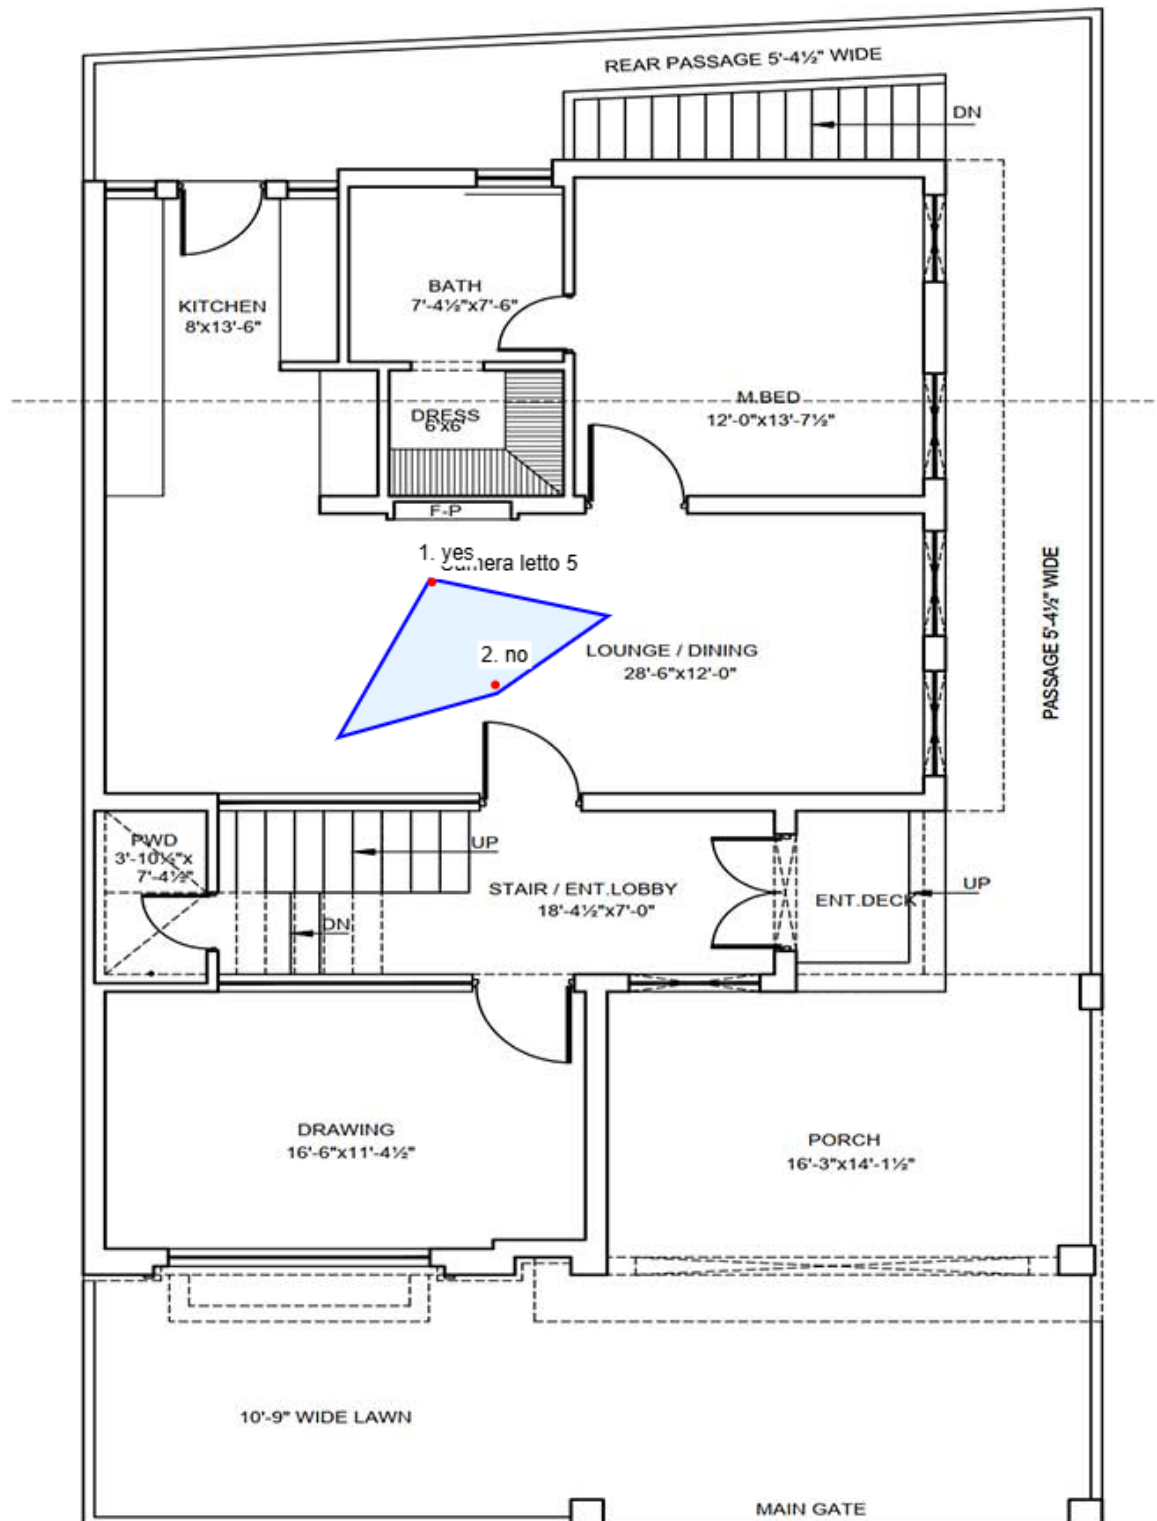 REAR PASSAGE 5'-4½" WIDE
DN
BATH
7'-4½"x7'-6"
KITCHEN
8'x13'-6"
DRESS
6'x6'
M.BED
12'-0"x13'-7½"
F-P
1. yes
letto 5
2. no
LOUNGE / DINING
28'-6"x12'-0"
PASSAGE 5'-4½" WIDE
PWD
3'-10½"x
7'-4½"
UP
STAIR / ENT.LOBBY
18'-4½"x7'-0"
DN
ENT.DECK
UP
DRAWING
16'-6"x11'-4½"
PORCH
16'-3"x14'-1½"
10'-9" WIDE LAWN
MAIN GATE